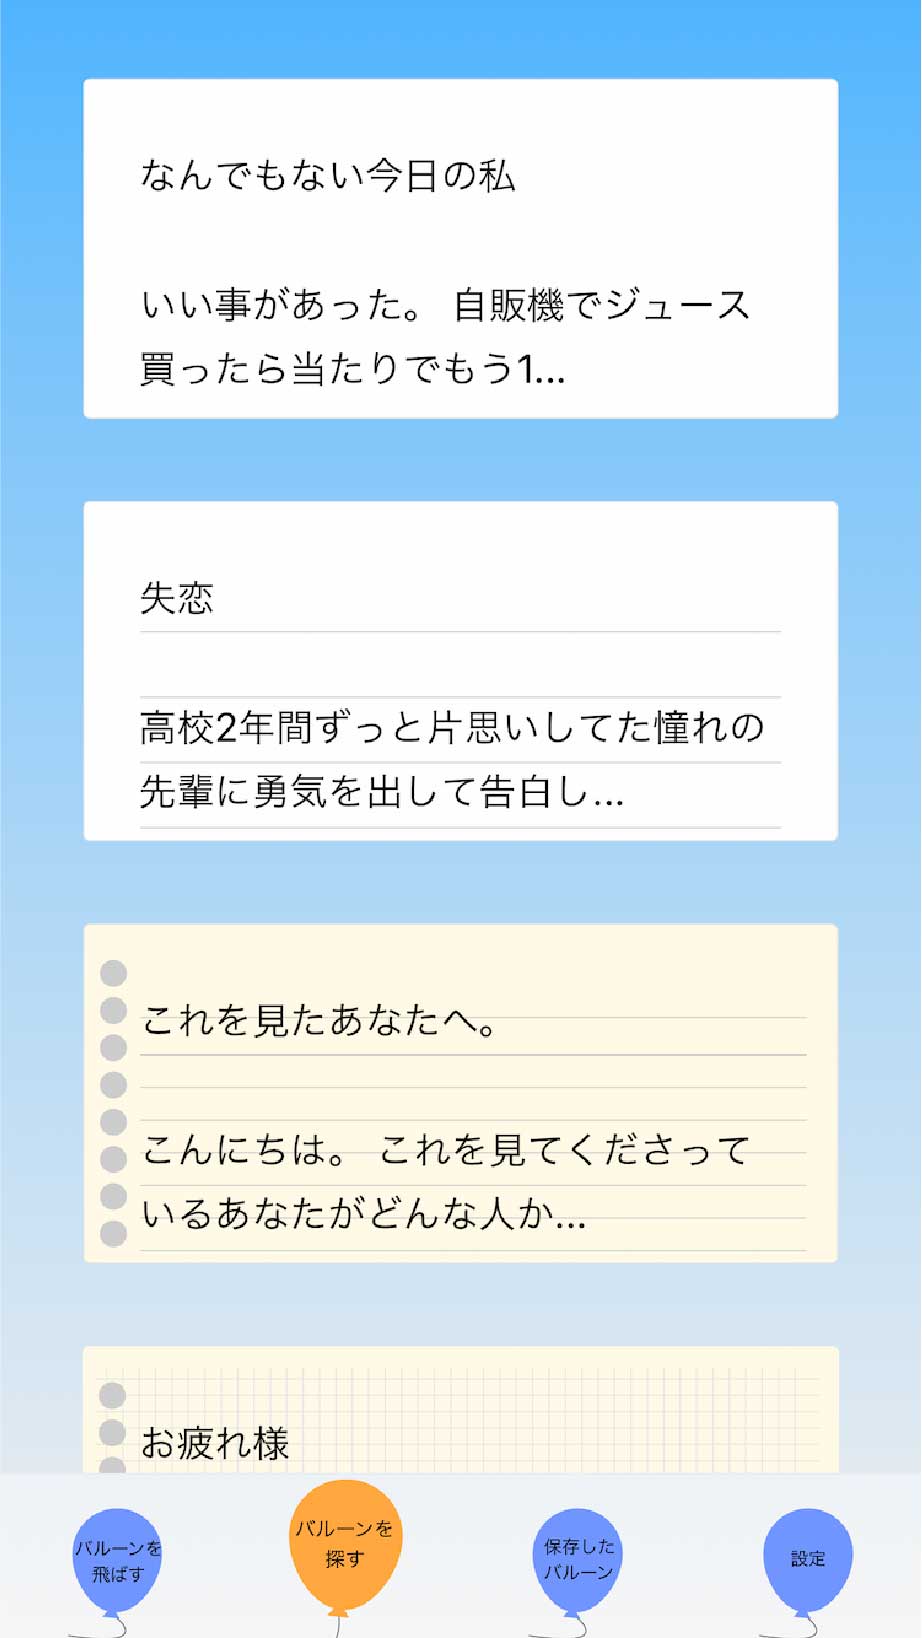 なんでもない今日の私
いい事があった。 自販機でジュース
買ったら当たりでもう1...
失恋
高校2年間ずっと片思いしてた憧れの
先輩に勇気を出して告白し...
これを見たあなたへ。
こんにちは。 これを見てくださって
いるあなたがどんな人か...
お疲れ様
バルーンを
飛ばす
バルーンを
探す
保存した
バルーン
設定